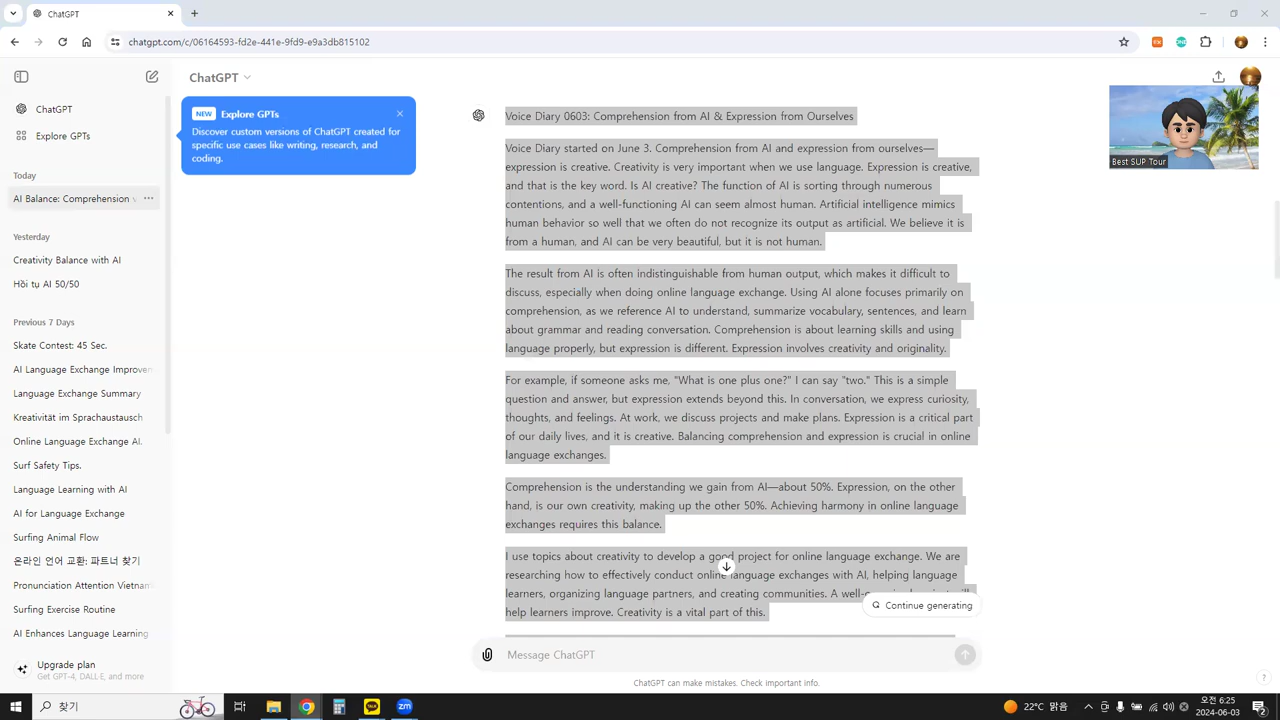 ChatGPT
chatgpt.com/c/06164593-fd2e-441e-9fd9-e9a3db815102
ChatGPT
Explore GPTs
Today
AI Balance: Comprehension v
Yesterday
Creativity Balance with AI
Hồi tụ AI 50/50
Previous 7 Days
Skate Contest: 45 Sec.
AI Language Exchange Improven
Language Exchange Summary
Kreativität im Sprachaustausch
Online Language Exchange AI.
Surf Safety Tips.
Language Learning with AI
AI for Language Exchange
Surfing Animal Flow
온라인 언어 교환: 파트너 찾기
Pronunciation Attention Vietnam
Surfing Exercise Routine
AI Enhances Language Learning
Upgrade plan
Get GPT-4, DALL·E, and more
ChatGPT
NEW Explore GPTs
Discover custom versions of ChatGPT created for
specific use cases like writing, research, and
coding.
Voice Diary 0603: Comprehension from AI & Expression from Ourselves
Voice Diary started on June 3. Comprehension from AI and expression from ourselves—
expression is creative. Creativity is very important when we use language. Expression is creative,
and that is the key word. Is AI creative? The function of AI is sorting through numerous
contentions, and a well-functioning AI can seem almost human. Artificial intelligence mimics
human behavior so well that we often do not recognize its output as artificial. We believe it is
from a human, and AI can be very beautiful, but it is not human.
The result from AI is often indistinguishable from human output, which makes it difficult to
discuss, especially when doing online language exchange. Using AI alone focuses primarily on
comprehension, as we reference AI to understand, summarize vocabulary, sentences, and learn
about grammar and reading conversation. Comprehension is about learning skills and using
language properly, but expression is different. Expression involves creativity and originality.
For example, if someone asks me, "What is one plus one?" I can say "two." This is a simple
question and answer, but expression extends beyond this. In conversation, we express curiosity,
thoughts, and feelings. At work, we discuss projects and make plans. Expression is a critical part
of our daily lives, and it is creative. Balancing comprehension and expression is crucial in online
language exchanges.
Comprehension is the understanding we gain from AI—about 50%. Expression, on the other
hand, is our own creativity, making up the other 50%. Achieving harmony in online language
exchanges requires this balance.
I use topics about creativity to develop a good project for online language exchange. We are
researching how to effectively conduct online language exchanges with AI, helping language
learners, organizing language partners, and creating communities. A
help learners improve. Creativity is a vital part of this.
Continue generating
Message ChatGPT
ChatGPT can make mistakes. Check important info.
?
Best SUP Tour
찾기
TALK
zm
22°C 맑음
오전 6:25
2024-06-03
2